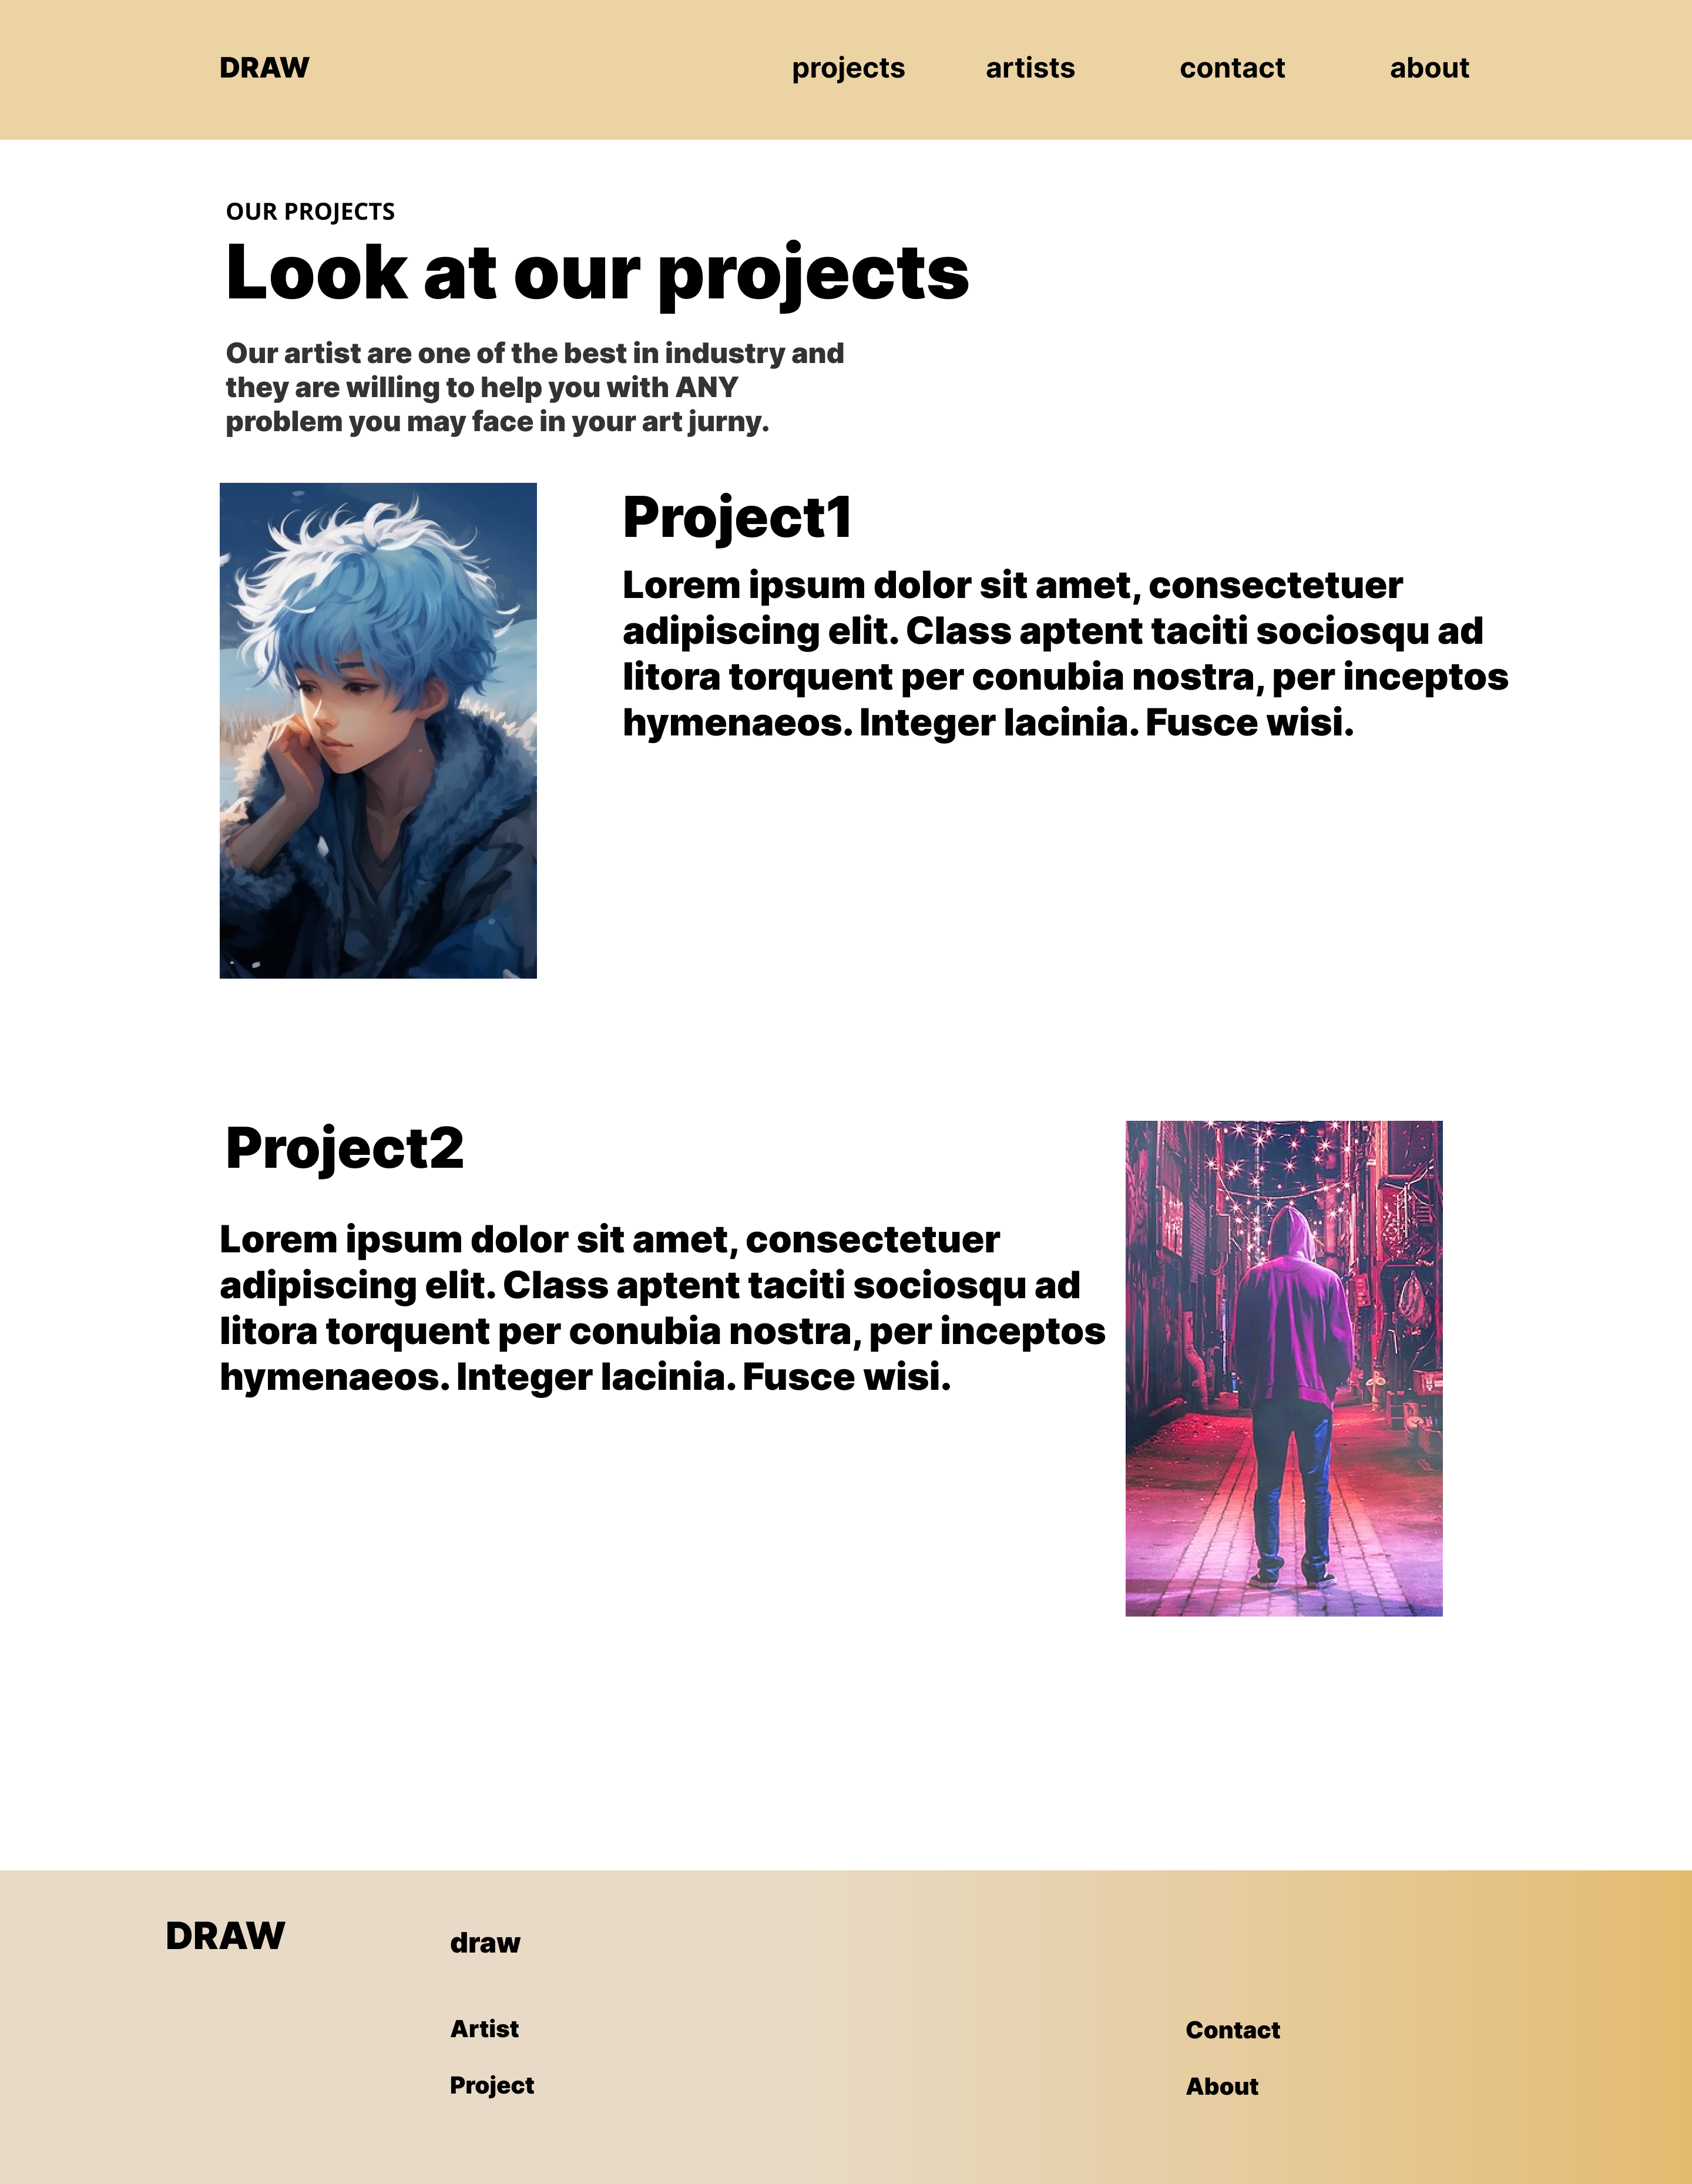 DRAW projects artists contact about
OUR PROJECTS
Look at our projects
Our artist are one of the best in industry and
they are willing to help you with ANY
problem you may face in your art jurny.
Project1
Lorem ipsum dolor sit amet, consectetuer
adipiscing elit. Class aptent taciti sociosqu ad
litora torquent per conubia nostra, per inceptos
hymenaeos. Integer lacinia. Fusce wisi.
Project2
Lorem ipsum dolor sit amet, consectetuer
adipiscing elit. Class aptent taciti sociosqu ad
litora torquent per conubia nostra, per inceptos
hymenaeos. Integer lacinia. Fusce wisi.
DRAW
draw
Artist
Project
Contact
About